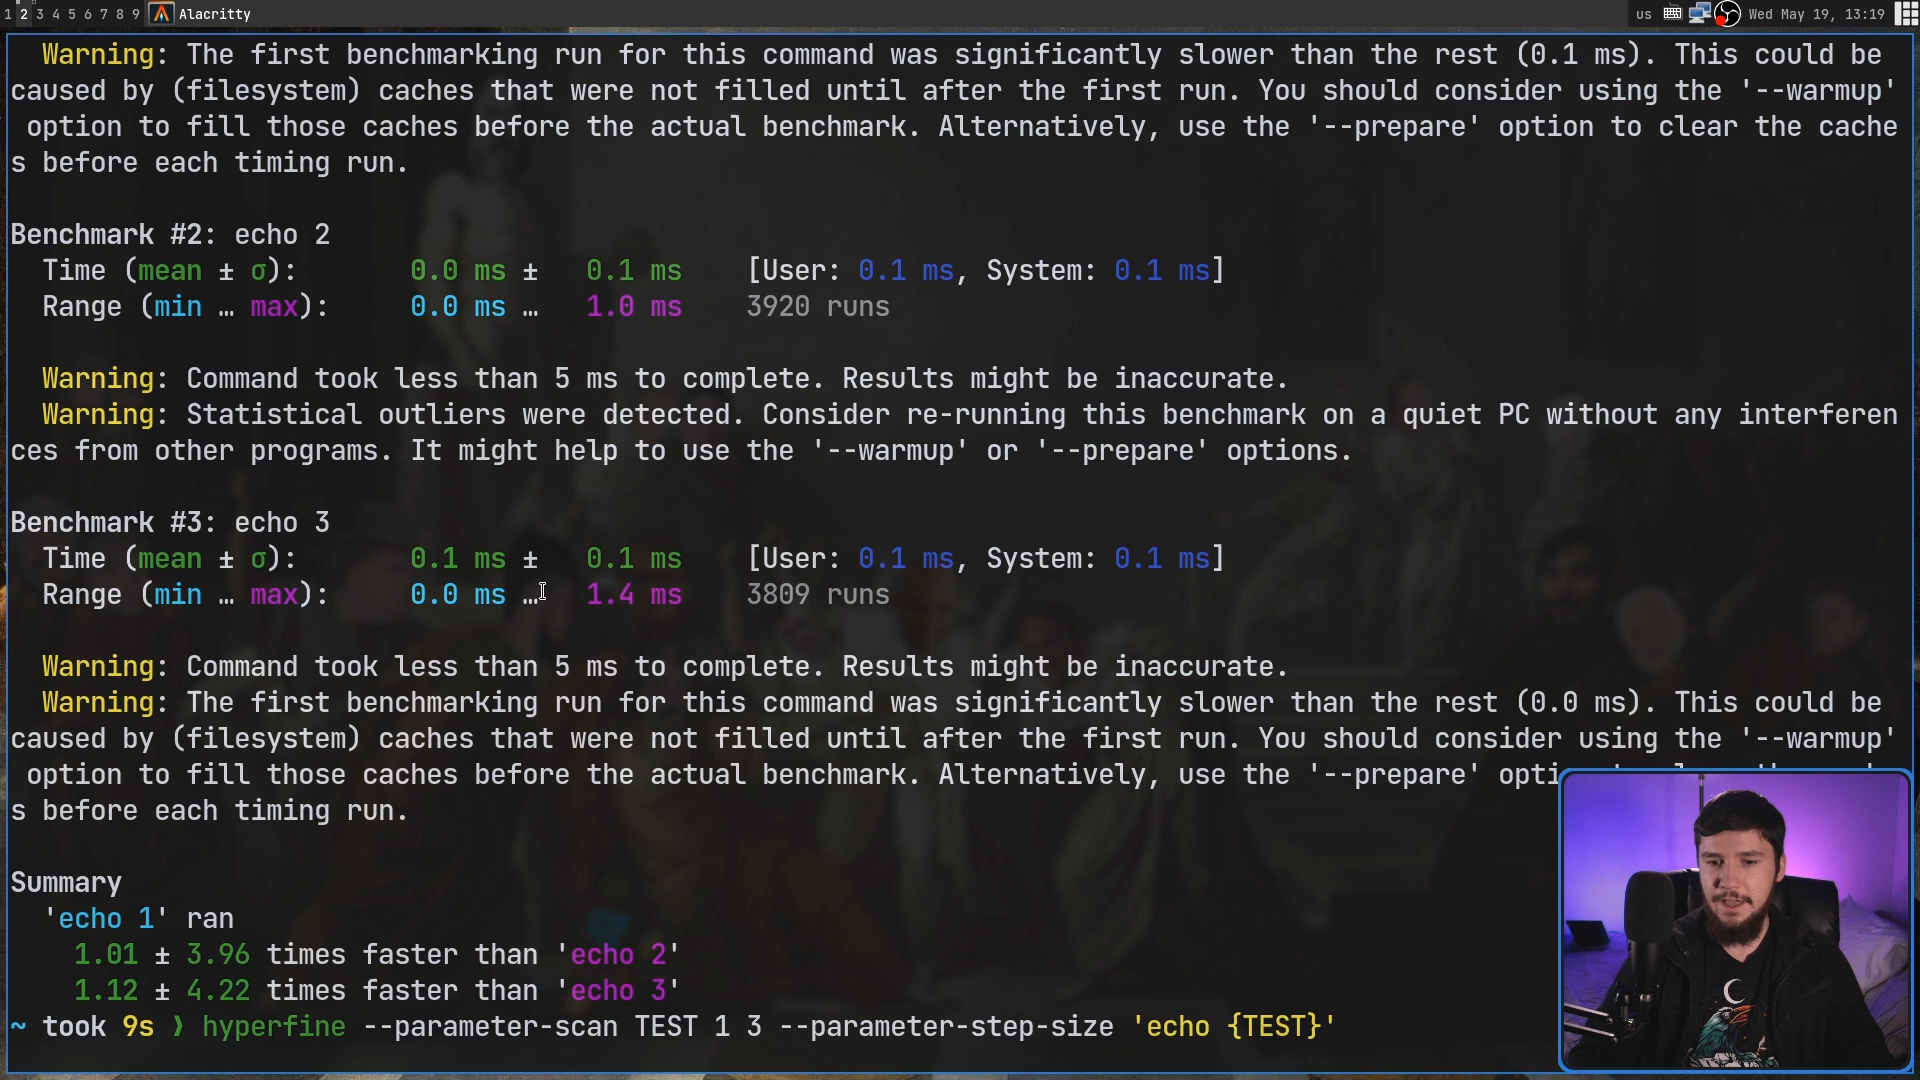 1 2 3 4 5 6 7 8 9 Alacritty us Wed May 19, 13:19
Warning: The first benchmarking run for this command was significantly slower than the rest (0.1 ms). This could be
caused by (filesystem) caches that were not filled until after the first run. You should consider using the '--warmup'
option to fill those caches before the actual benchmark. Alternatively, use the '--prepare' option to clear the cache
s before each timing run.
Benchmark #2: echo 2
Time (mean ± σ): 0.0 ms ± 0.1 ms [User: 0.1 ms, System: 0.1 ms]
Range (min … max): 0.0 ms … 1.0 ms 3920 runs
Warning: Command took less than 5 ms to complete. Results might be inaccurate.
Warning: Statistical outliers were detected. Consider re-running this benchmark on a quiet PC without any interferen
ces from other programs. It might help to use the '--warmup' or '--prepare' options.
Benchmark #3: echo 3
Time (mean ± σ): 0.1 ms ± 0.1 ms [User: 0.1 ms, System: 0.1 ms]
Range (min … max): 0.0 ms … 1.4 ms 3809 runs
Warning: Command took less than 5 ms to complete. Results might be inaccurate.
Warning: The first benchmarking run for this command was significantly slower than the rest (0.0 ms). This could be
caused by (filesystem) caches that were not filled until after the first run. You should consider using the '--warmup'
option to fill those caches before the actual benchmark. Alternatively, use the '--prepare' opti
s before each timing run.
Summary
'echo 1' ran
1.01 ± 3.96 times faster than 'echo 2'
1.12 ± 4.22 times faster than 'echo 3'
~ took 9s ❯ hyperfine --parameter-scan TEST 1 3 --parameter-step-size 'echo {TEST}'